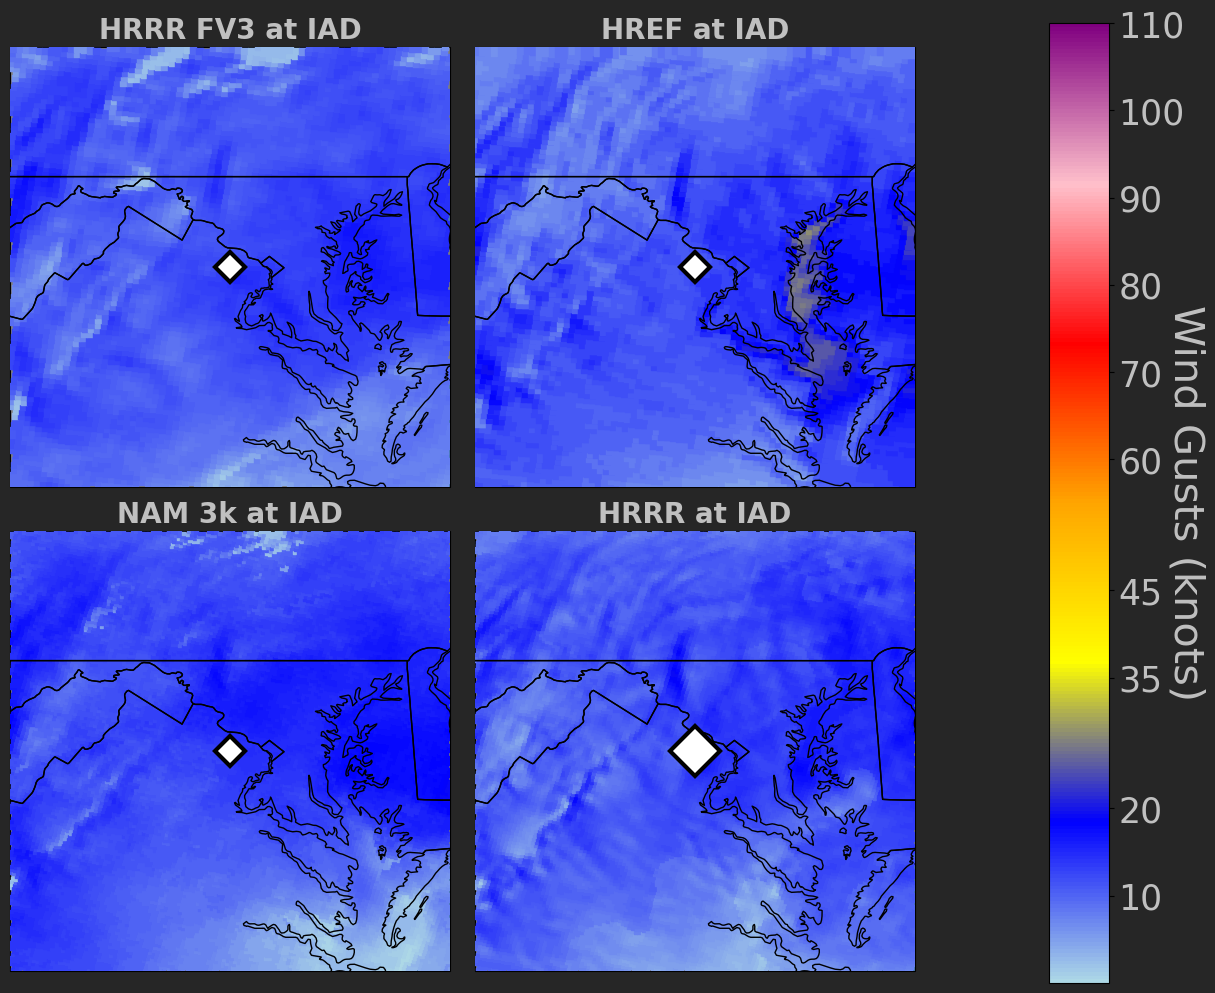 HRRR FV3 at IAD
HREF at IAD
NAM 3k at IAD
HRRR at IAD
110
100
90
80
70
60
45
35
20
10
Wind Gusts (knots)